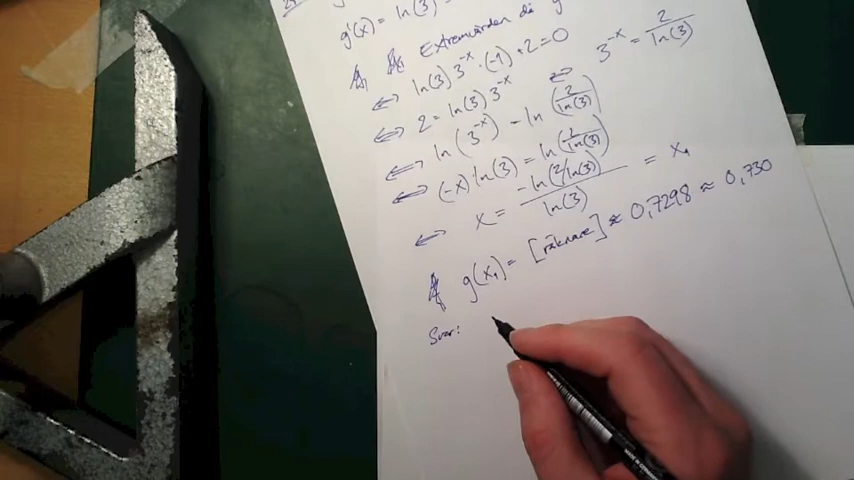 g'(x) = ln(3)
Extremvärden då g
⇔ ln(3) 3^-x · (-1) + 2 = 0
⇔ 2 = ln(3) 3^-x ⇔ 3^-x = 2/ln(3)
⇔ ln(3^-x) = ln(2/ln(3))
⇔ (-x) ln(3) = ln(2/ln(3))
⇔ x = -ln(2/ln(3))/ln(3) = x₁
g(x₁) = [räknare] ≈ 0,7298 ≈ 0,730
Svar: